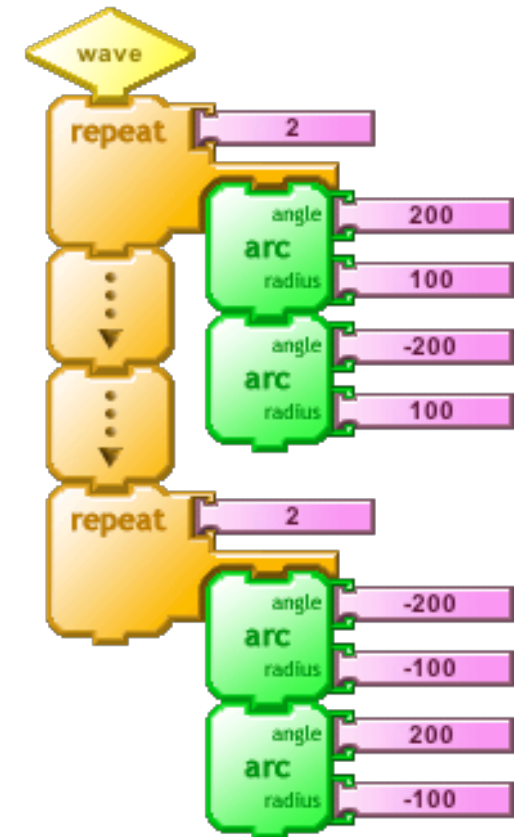 wave
repeat 2
angle 200
arc
radius 100
angle -200
arc
radius 100
repeat 2
angle -200
arc
radius -100
angle 200
arc
radius -100